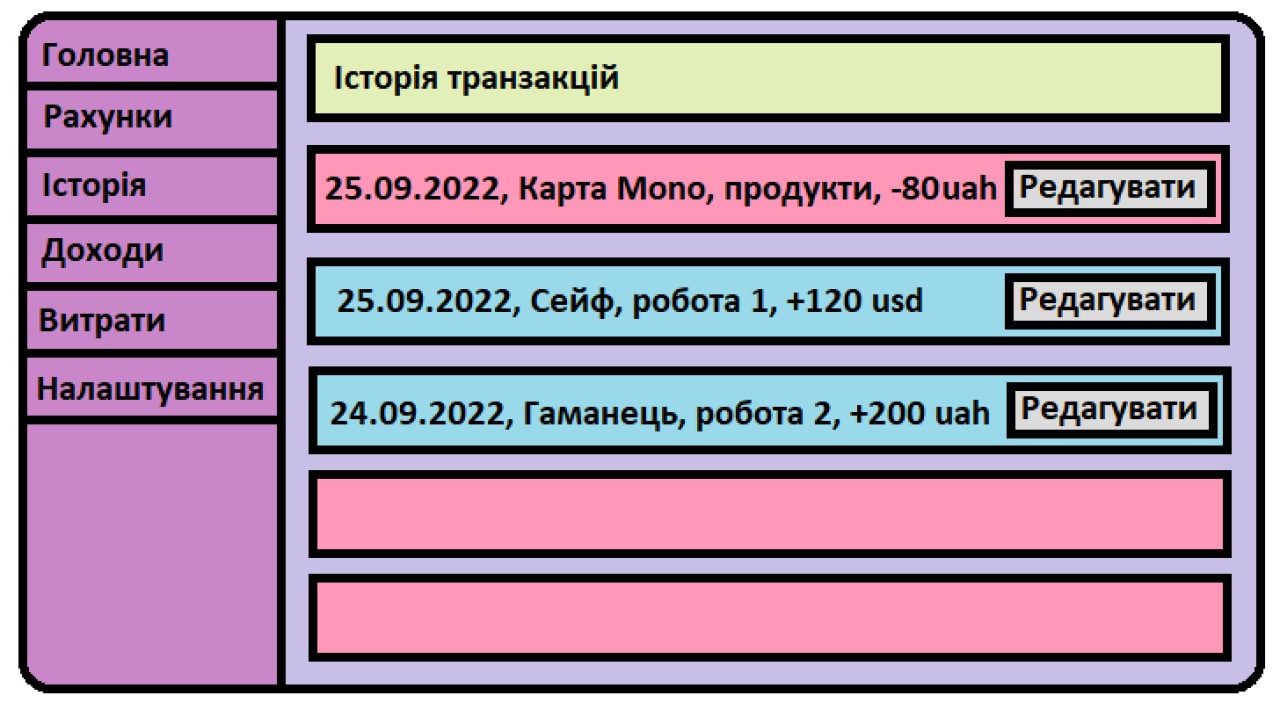 Головна
Рахунки
Історія
Доходи
Витрати
Налаштування
Історія транзакцій
25.09.2022, Карта Mono, продукти, -80uah Редагувати
25.09.2022, Сейф, робота 1, +120 usd Редагувати
24.09.2022, Гаманець, робота 2, +200 uah Редагувати